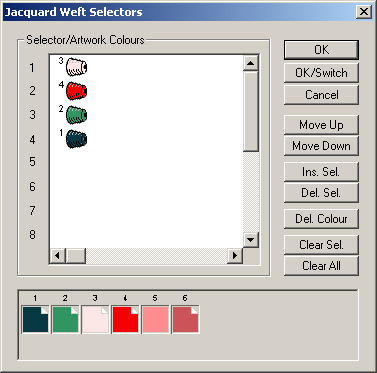 Jacquard Weft Selectors
Selector/Artwork Colours
1 3
2 4
3 2
4 1
5
6
7
8
OK
OK/Switch
Cancel
Move Up
Move Down
Ins. Sel.
Del. Sel.
Del. Colour
Clear Sel.
Clear All
1 2 3 4 5 6